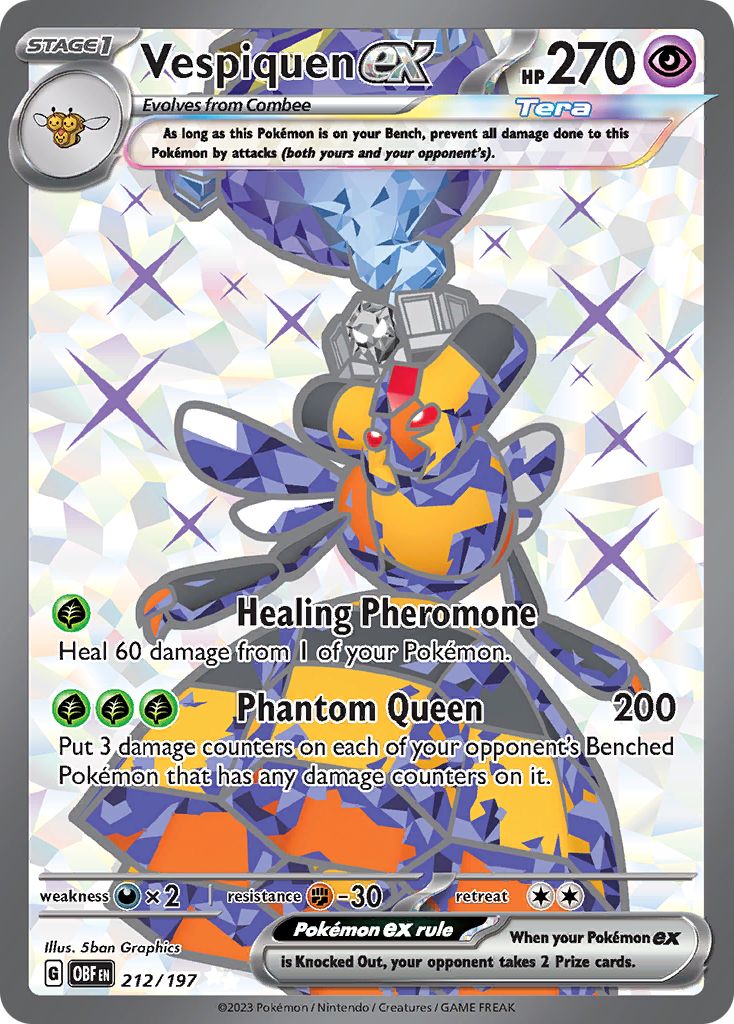 STAGE 1
Vespiquen ex
HP 270
Evolves from Combee
Tera
As long as this Pokémon is on your Bench, prevent all damage done to this
Pokémon by attacks (both yours and your opponent's).
Healing Pheromone
Heal 60 damage from 1 of your Pokémon.
Phantom Queen 200
Put 3 damage counters on each of your opponent's Benched
Pokémon that has any damage counters on it.
weakness ×2 resistance -30 retreat
Pokémon ex rule
When your Pokémon ex
is Knocked Out, your opponent takes 2 Prize cards.
Illus. 5ban Graphics
G OBF EN 212/197
©2023 Pokémon / Nintendo / Creatures / GAME FREAK